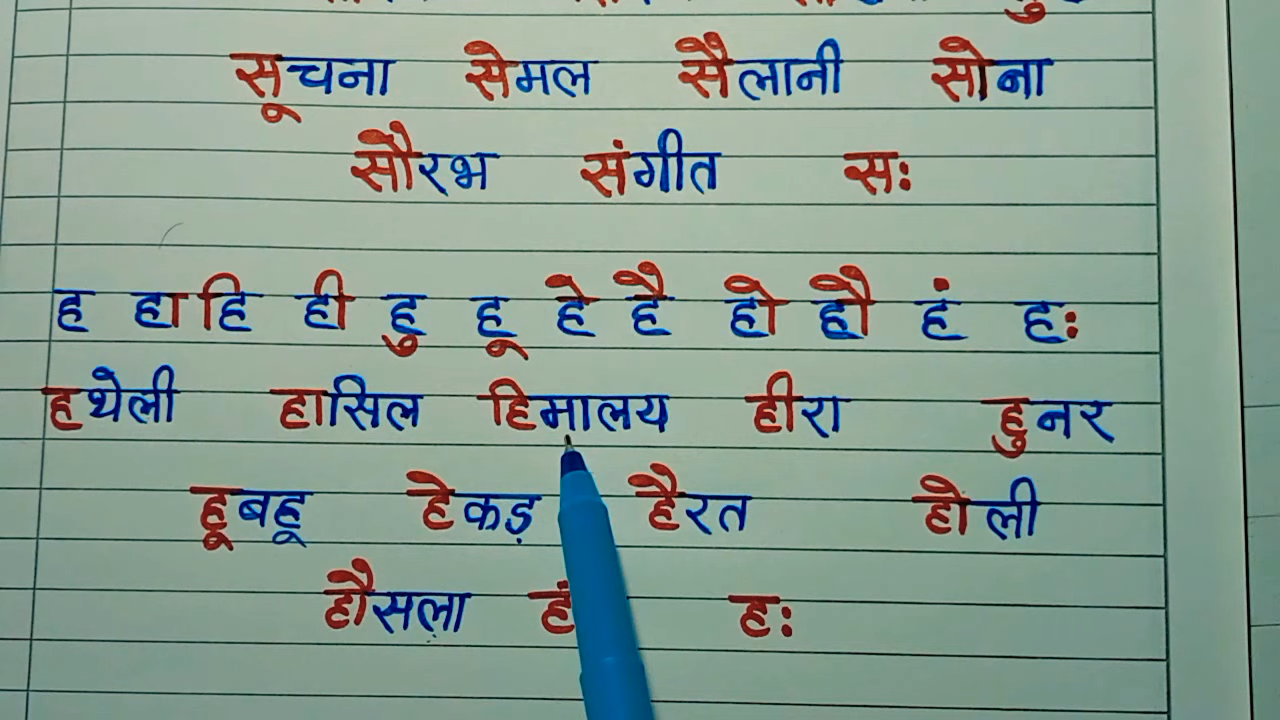 सूचना सेमल सैलानी सोना
सौरभ संगीत सः
ह हा हि ही हु हू हे है हो हौ हं हः
हथेली हासिल हिमालय हीरा हुनर
हूबहू हेकड़ हैरत होली
हौसला हः